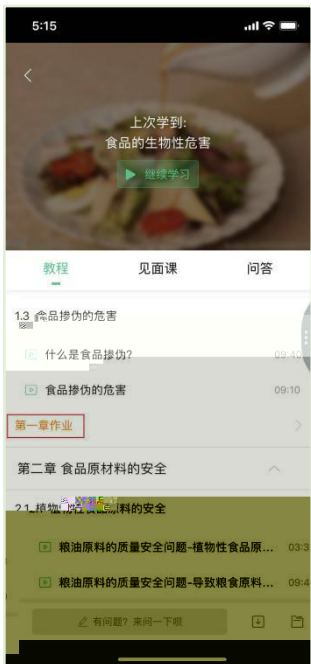 5:15
上次学到:
食品的生物性危害
继续学习
教程 见面课 问答
1.3 食品掺伪的危害
什么是食品掺伪? 09:40
食品掺伪的危害 09:10
第一章作业
第二章 食品原材料的安全
2.1 植物性食品原料的安全
粮油原料的质量安全问题-植物性食品原... 03:3
粮油原料的质量安全问题-导致粮食原料... 09:4
有问题? 来问一下呗